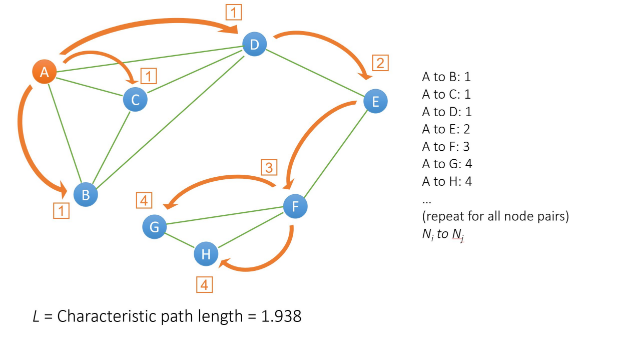 1
D
A
2
1
C
E
A to B: 1
A to C: 1
A to D: 1
A to E: 2
A to F: 3
A to G: 4
A to H: 4
...
(repeat for all node pairs)
Ni to Nj
3
B
4
1
F
G
H
4
L = Characteristic path length = 1.938